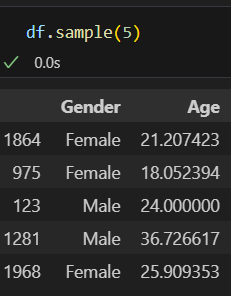 df.sample(5)
0.0s
Gender Age
1864 Female 21.207423
975 Female 18.052394
123 Male 24.000000
1281 Male 36.726617
1968 Female 25.909353